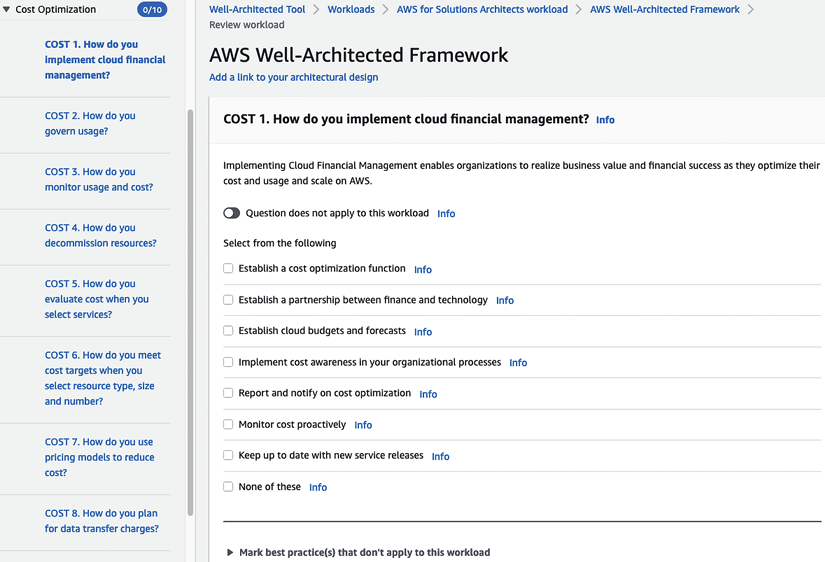 Cost Optimization 0/10
COST 1. How do you
implement cloud financial
management?
COST 2. How do you
govern usage?
COST 3. How do you
monitor usage and cost?
COST 4. How do you
decommission resources?
COST 5. How do you
evaluate cost when you
select services?
COST 6. How do you meet
cost targets when you
select resource type, size
and number?
COST 7. How do you use
pricing models to reduce
cost?
COST 8. How do you plan
for data transfer charges?
Well-Architected Tool > Workloads > AWS for Solutions Architects workload > AWS Well-Architected Framework >
Review workload
AWS Well-Architected Framework
Add a link to your architectural design
COST 1. How do you implement cloud financial management? Info
Implementing Cloud Financial Management enables organizations to realize business value and financial success as they optimize their
cost and usage and scale on AWS.
Question does not apply to this workload Info
Select from the following
Establish a cost optimization function Info
Establish a partnership between finance and technology Info
Establish cloud budgets and forecasts Info
Implement cost awareness in your organizational processes Info
Report and notify on cost optimization Info
Monitor cost proactively Info
Keep up to date with new service releases Info
None of these Info
Mark best practice(s) that don't apply to this workload